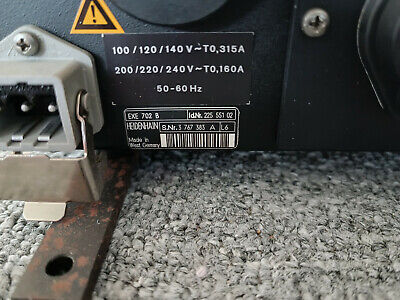 100/120/140 V~T0,315A
200/220/240 V~T0,160A
50-60 Hz
EXE 702 B Id.Nr. 225 551 02
HEIDENHAIN S.Nr. 3 767 383 A L6
Made in
West Germany